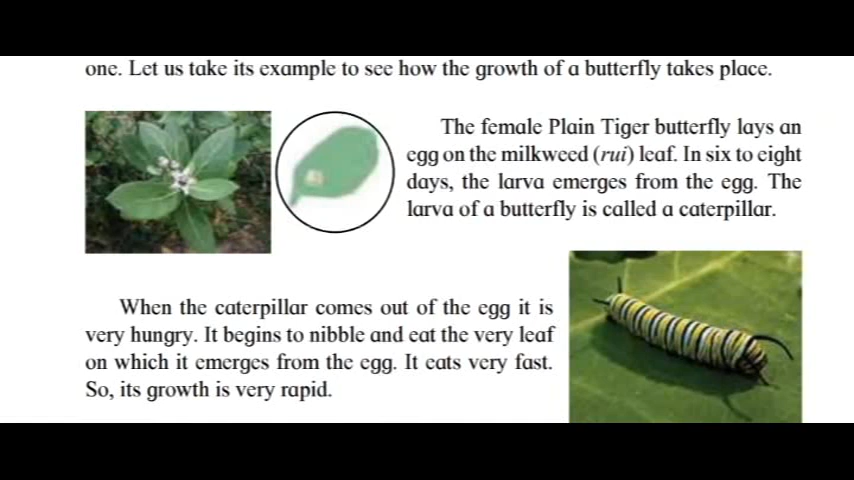 one. Let us take its example to see how the growth of a butterfly takes place.
The female Plain Tiger butterfly lays an
egg on the milkweed (rui) leaf. In six to eight
days, the larva emerges from the egg. The
larva of a butterfly is called a caterpillar.
When the caterpillar comes out of the egg it is
very hungry. It begins to nibble and eat the very leaf
on which it emerges from the egg. It eats very fast.
So, its growth is very rapid.